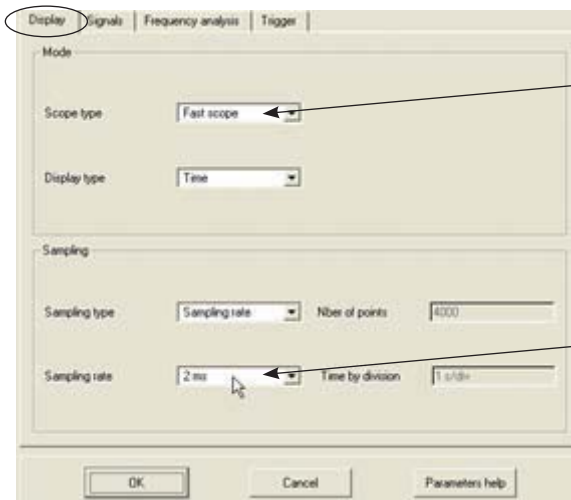 Display Signals Frequency analysis Trigger
Mode
Scope type Fast scope
Display type Time
Sampling
Sampling type Sampling rate Nber of points 4000
Sampling rate 2 ms Time by division 1 s/div
OK Cancel Parameters help